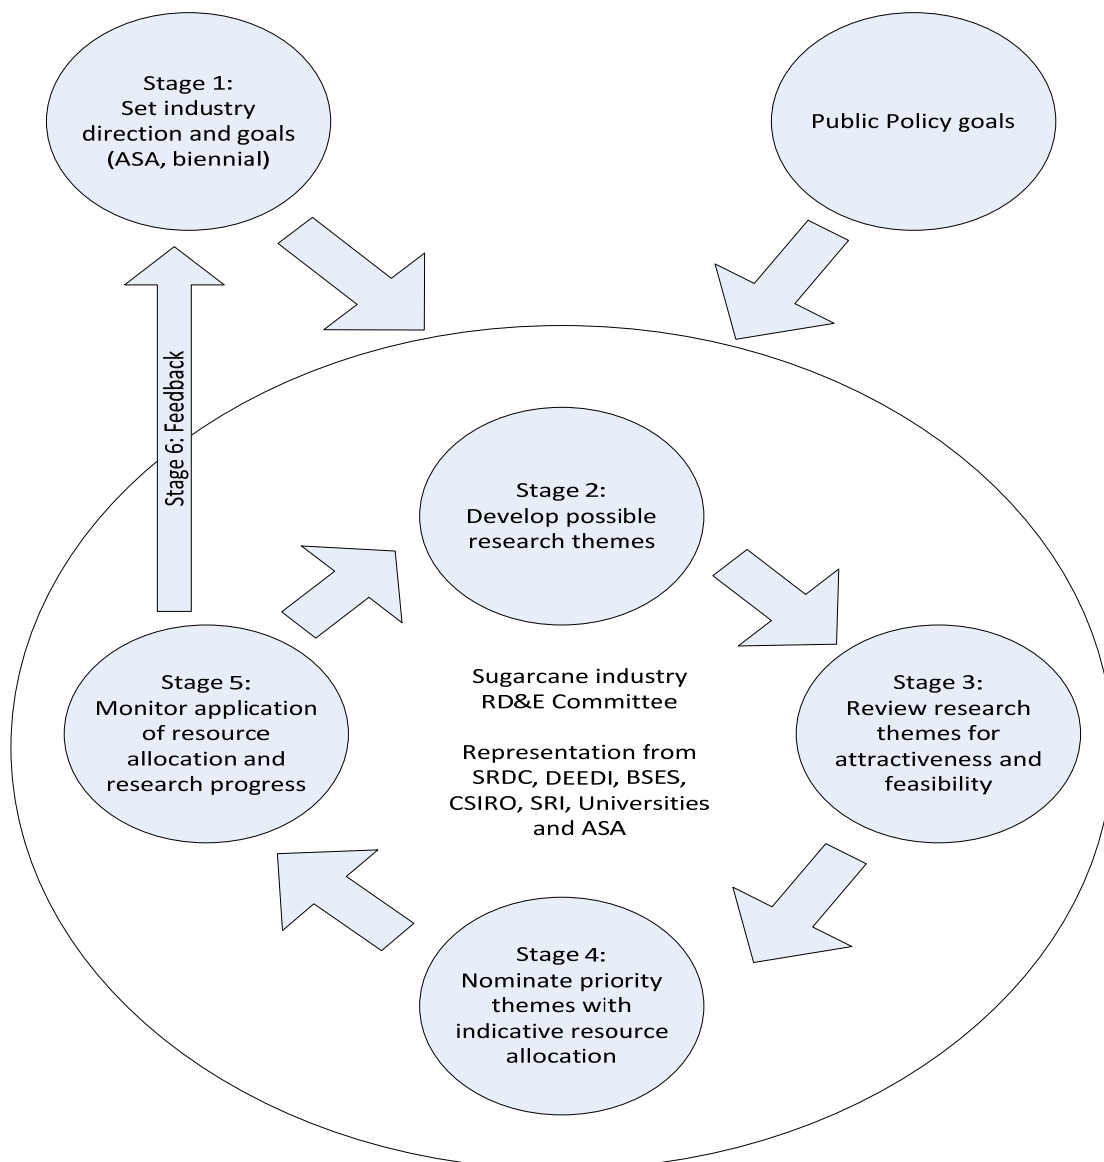 Stage 1:
Set industry
direction and goals
(ASA, biennial)
Public Policy goals
Stage 6: Feedback
Stage 2:
Develop possible
research themes
Stage 5:
Monitor application
of resource
allocation and
research progress
Sugarcane industry
RD&E Committee
Representation from
SRDC, DEEDI, BSES,
CSIRO, SRI, Universities
and ASA
Stage 3:
Review research
themes for
attractiveness and
feasibility
Stage 4:
Nominate priority
themes with
indicative resource
allocation